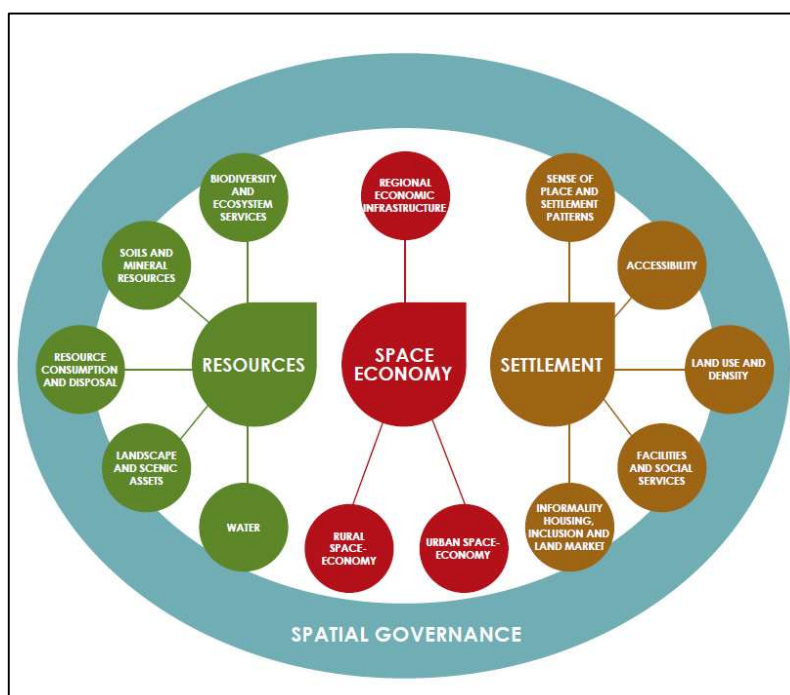 BIODIVERSITY
AND
ECOSYSTEM
SERVICES
SOILS AND
MINERAL
RESOURCES
RESOURCE
CONSUMPTION
AND DISPOSAL
LANDSCAPE
AND SCENIC
ASSETS
WATER
RESOURCES
REGIONAL
ECONOMIC
INFRASTRUCTURE
SPACE
ECONOMY
RURAL
SPACE-
ECONOMY
URBAN SPACE-
ECONOMY
SENSE OF
PLACE AND
SETTLEMENT
PATTERNS
ACCESSIBILITY
SETTLEMENT
LAND USE AND
DENSITY
FACILITIES
AND SOCIAL
SERVICES
INFORMALITY
HOUSING,
INCLUSION AND
LAND MARKET
SPATIAL GOVERNANCE